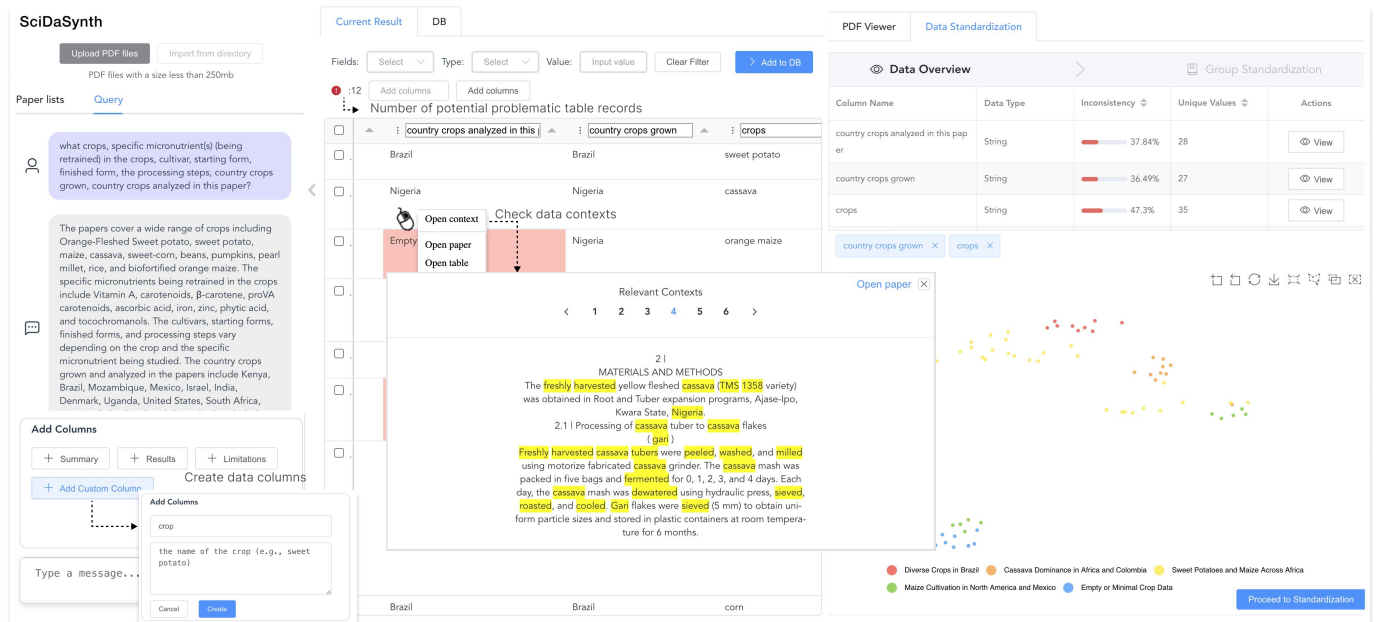 SciDaSynth
Upload PDF files
Import from directory
PDF files with a size less than 250mb
Paper lists
Query
what crops, specific micronutrient(s) (being
retrained) in the crops, cultivar, starting form,
finished form, the processing steps, country crops
grown, country crops analyzed in this paper?
The papers cover a wide range of crops including
Orange-Fleshed Sweet potato, sweet potato,
maize, cassava, sweet-corn, beans, pumpkins, pearl
millet, rice, and biofortified orange maize. The
specific micronutrients being retrained in the crops
include Vitamin A, carotenoids, β-carotene, proVA
carotenoids, ascorbic acid, iron, zinc, phytic acid,
and tocochromanols. The cultivars, starting forms,
finished forms, and processing steps vary
depending on the crop and the specific
micronutrient being studied. The country crops
grown and analyzed in the papers include Kenya,
Brazil, Mozambique, Mexico, Israel, India,
Denmark, Uganda, United States, South Africa,
Add Columns
+ Summary
+ Results
+ Limitations
Create data columns
+ Add Custom Column
Add Columns
crop
the name of the crop (e.g., sweet
potato)
Cancel
Create
Type a message...
Current Result
DB
Fields:
Select
Type:
Select
Value:
Input value
Clear Filter
> Add to DB
:12
Add columns
Add columns
Number of potential problematic table records
country crops analyzed in this
country crops grown
crops
Brazil
Brazil
sweet potato
Nigeria
Nigeria
cassava
Open context
Check data contexts
Empty
Nigeria
orange maize
Open paper
Open table
Open paper
Relevant Contexts
< 1 2 3 4 5 6 >
2 |
MATERIALS AND METHODS
The freshly harvested yellow fleshed cassava (TMS 1358 variety)
was obtained in Root and Tuber expansion programs, Ajase-Ipo,
Kwara State, Nigeria.
2.1 | Processing of cassava tuber to cassava flakes
( gari )
Freshly harvested cassava tubers were peeled, washed, and milled
using motorize fabricated cassava grinder. The cassava mash was
packed in five bags and fermented for 0, 1, 2, 3, and 4 days. Each
day, the cassava mash was dewatered using hydraulic press, sieved,
roasted, and cooled. Gari flakes were sieved (5 mm) to obtain uni-
form particle sizes and stored in plastic containers at room tempera-
ture for 6 months.
Brazil
Brazil
corn
PDF Viewer
Data Standardization
Data Overview
Group Standardization
Column Name
Data Type
Inconsistency
Unique Values
Actions
country crops analyzed in this pap
er
String
37.84%
28
View
country crops grown
String
36.49%
27
View
crops
String
47.3%
35
View
country crops grown ×
crops ×
Diverse Crops in Brazil
Cassava Dominance in Africa and Colombia
Sweet Potatoes and Maize Across Africa
Maize Cultivation in North America and Mexico
Empty or Minimal Crop Data
Proceed to Standardization